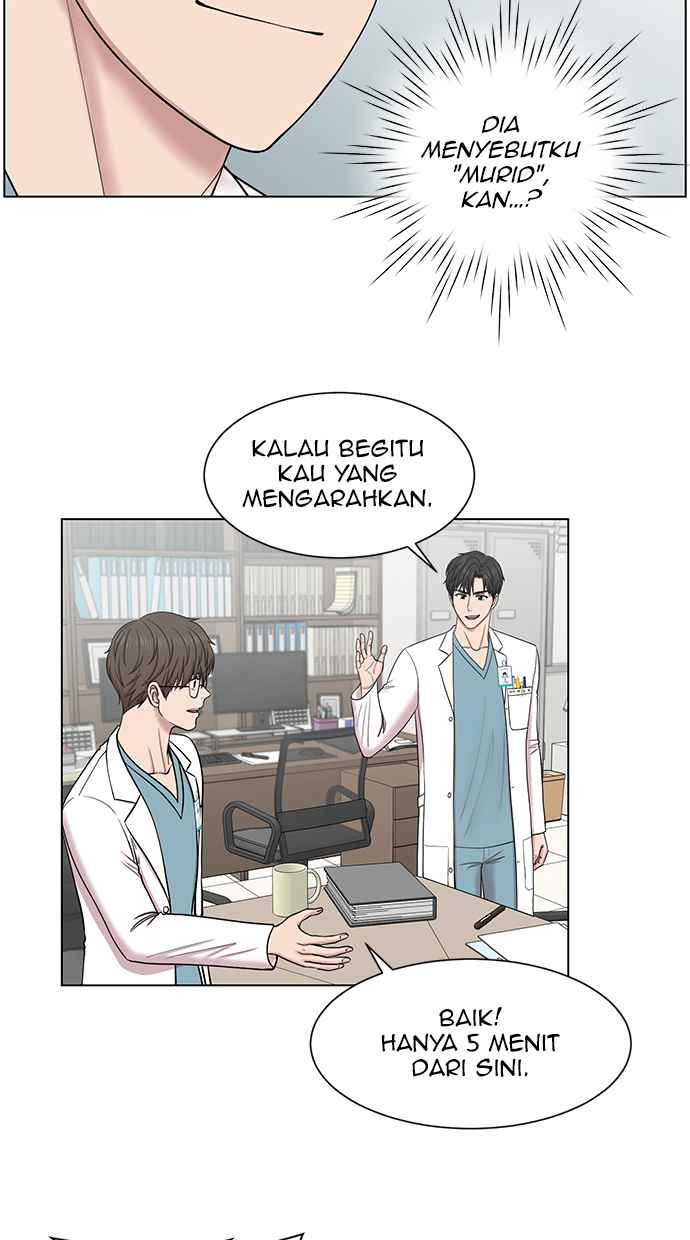 DIA
MENYEBUTKU
"MURID",
KAN...?
KALAU BEGITU
KAU YANG
MENGARAHKAN.
BAIK!
HANYA 5 MENIT
DARI SINI.